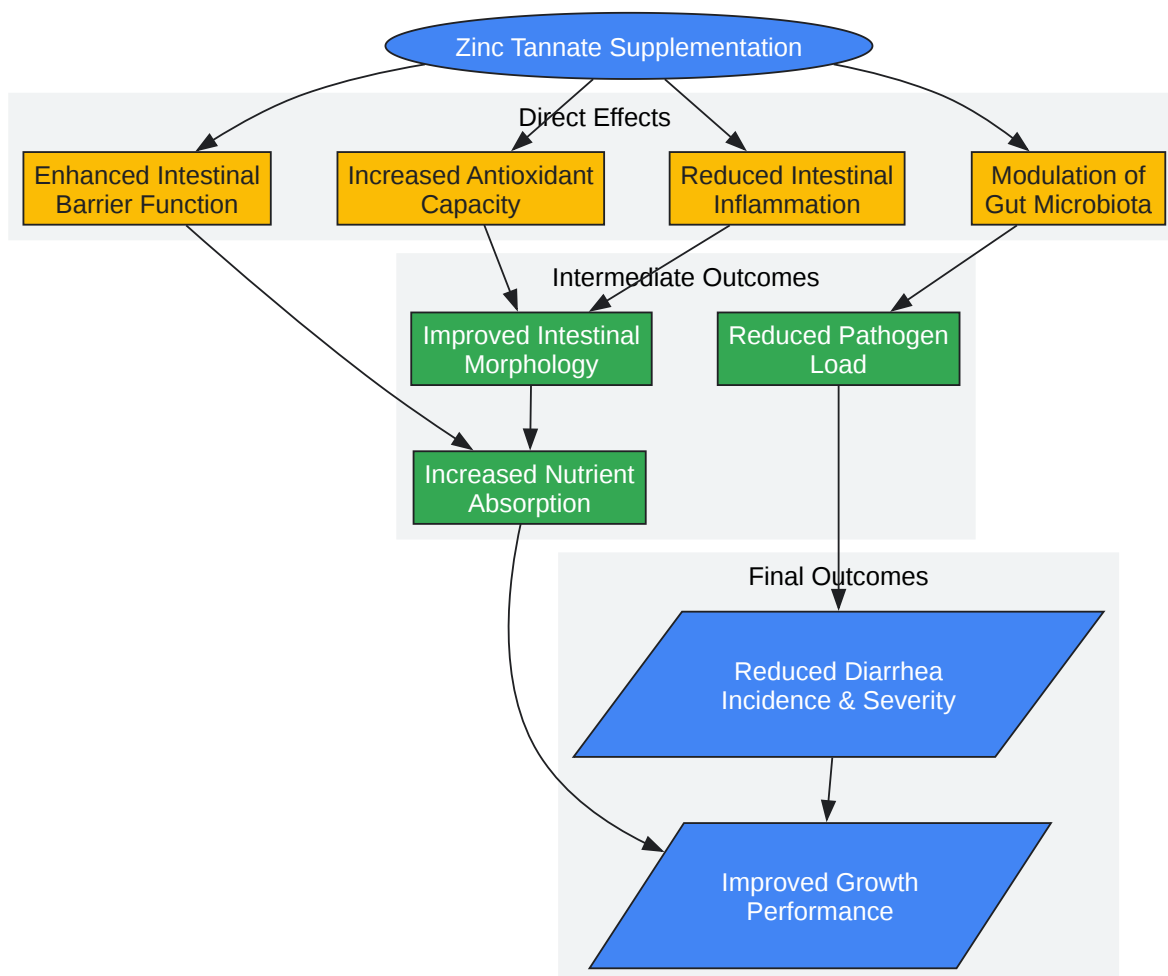 Zinc Tannate Supplementation
Direct Effects
Enhanced Intestinal
Barrier Function
Increased Antioxidant
Capacity
Reduced Intestinal
Inflammation
Modulation of
Gut Microbiota
Intermediate Outcomes
Improved Intestinal
Morphology
Reduced Pathogen
Load
Increased Nutrient
Absorption
Final Outcomes
Reduced Diarrhea
Incidence & Severity
Improved Growth
Performance